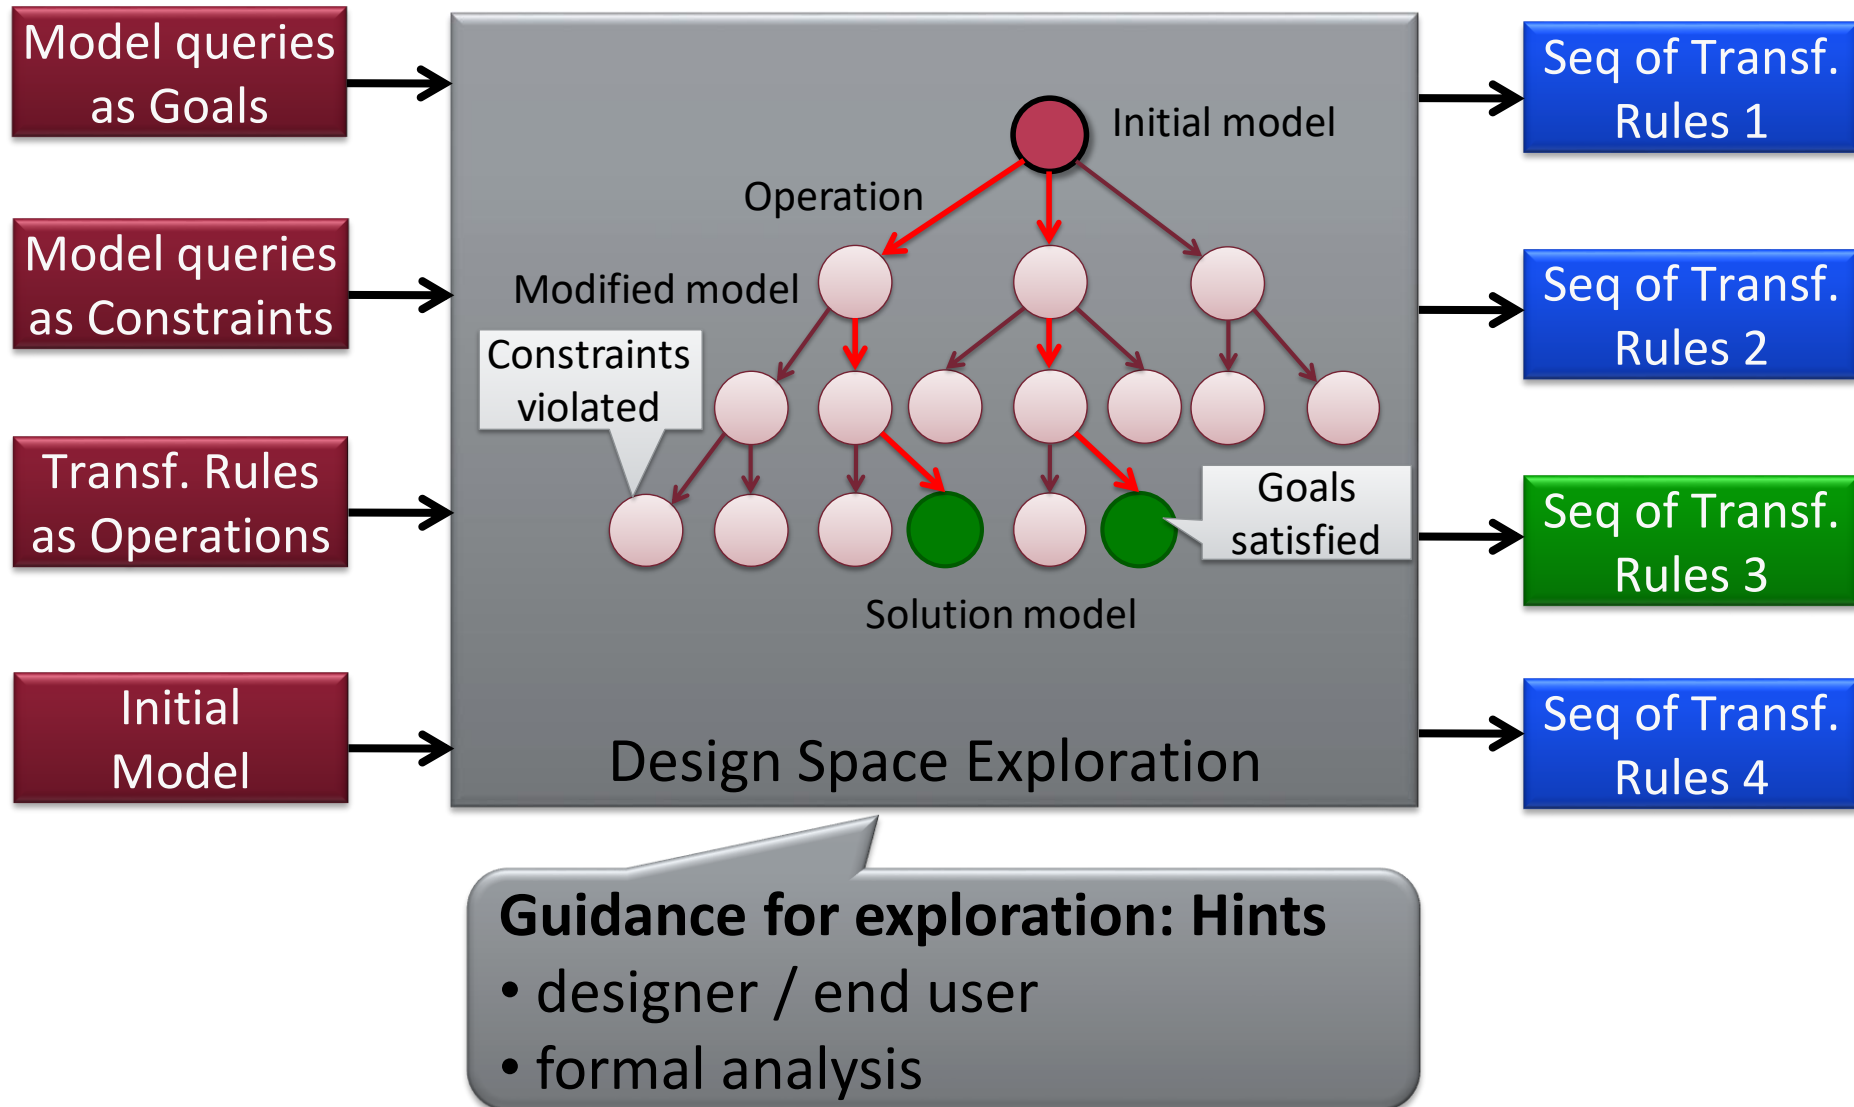 Model queries
as Goals
Model queries
as Constraints
Transf. Rules
as Operations
Initial
Model
Initial model
Operation
Modified model
Constraints
violated
Goals
satisfied
Solution model
Design Space Exploration
Seq of Transf.
Rules 1
Seq of Transf.
Rules 2
Seq of Transf.
Rules 3
Seq of Transf.
Rules 4
Guidance for exploration: Hints
• designer / end user
• formal analysis